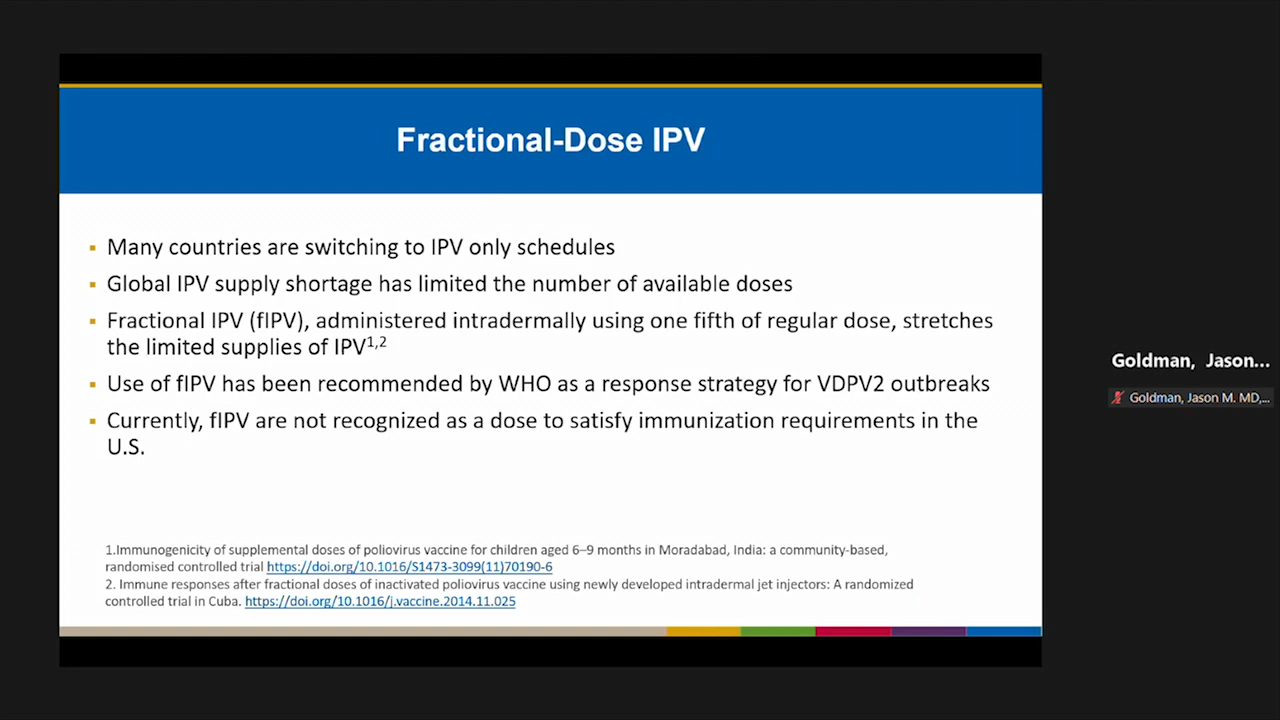 Fractional-Dose IPV
▪ Many countries are switching to IPV only schedules
▪ Global IPV supply shortage has limited the number of available doses
▪ Fractional IPV (fIPV), administered intradermally using one fifth of regular dose, stretches
the limited supplies of IPV1,2
▪ Use of fIPV has been recommended by WHO as a response strategy for VDPV2 outbreaks
▪ Currently, fIPV are not recognized as a dose to satisfy immunization requirements in the
U.S.
1.Immunogenicity of supplemental doses of poliovirus vaccine for children aged 6–9 months in Moradabad, India: a community-based,
randomised controlled trial https://doi.org/10.1016/S1473-3099(11)70190-6
2. Immune responses after fractional doses of inactivated poliovirus vaccine using newly developed intradermal jet injectors: A randomized
controlled trial in Cuba. https://doi.org/10.1016/j.vaccine.2014.11.025
Goldman, Jason...
Goldman, Jason M. MD,...